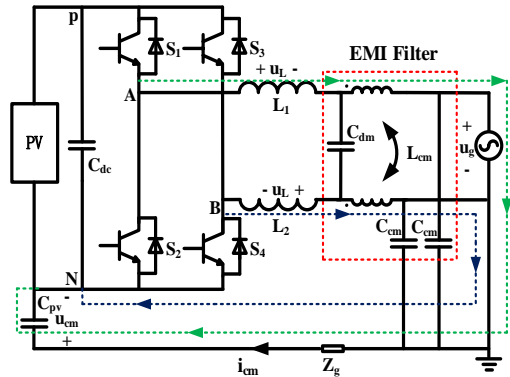 p
S1
S3
EMI Filter
+ uL -
A
L1
PV
Cdc
Cdm
Lcm
+
ug
-
- uL +
B
L2
S2
S4
Ccm
Ccm
N
Cpv
-
ucm
+
icm
Zg